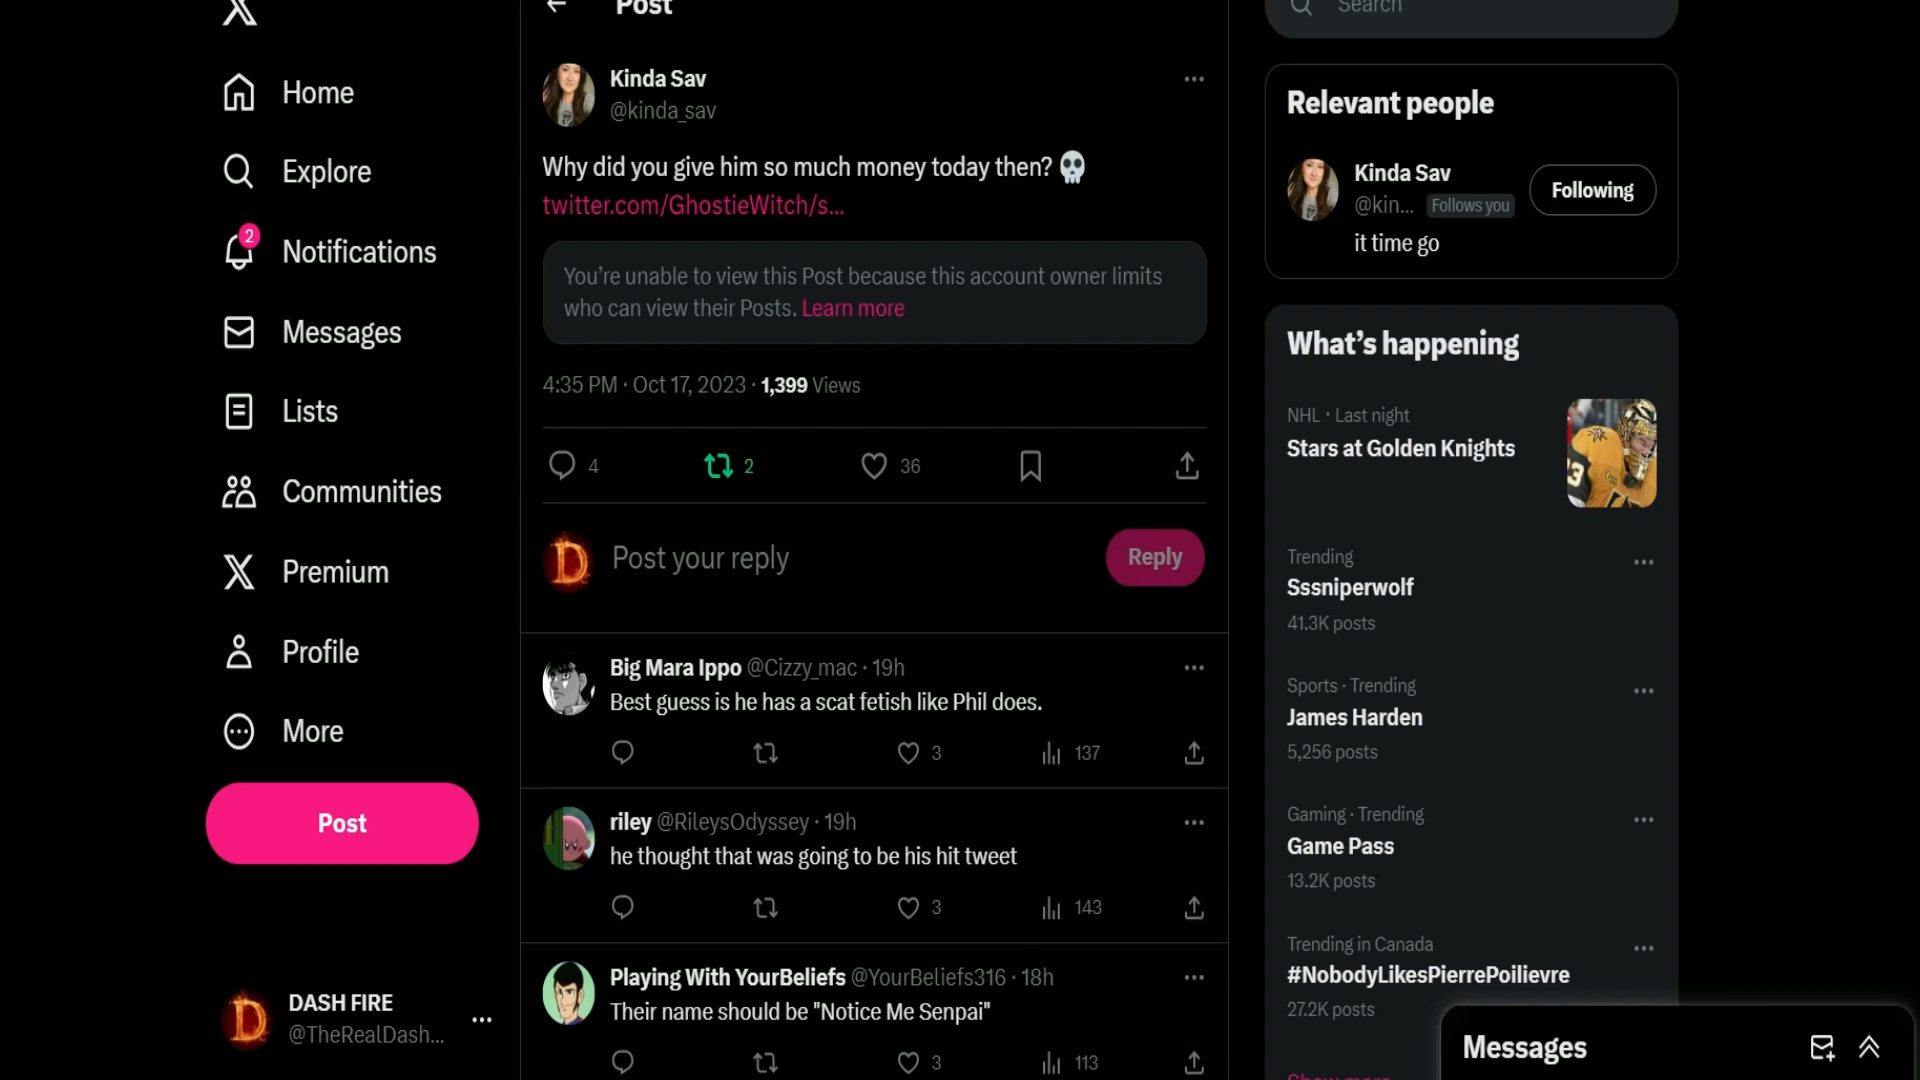 Post
Search
Home
Explore
2
Notifications
Messages
Lists
Communities
Premium
Profile
More
Post
DASH FIRE
@TheRealDash...
Kinda Sav
@kinda_sav
Why did you give him so much money today then? 💀
twitter.com/GhostieWitch/s...
You're unable to view this Post because this account owner limits
who can view their Posts. Learn more
4:35 PM · Oct 17, 2023 · 1,399 Views
4 2 36
D Post your reply Reply
Big Mara Ippo @Cizzy_mac · 19h
Best guess is he has a scat fetish like Phil does.
3 137
riley @RileysOdyssey · 19h
he thought that was going to be his hit tweet
3 143
Playing With YourBeliefs @YourBeliefs316 · 18h
Their name should be "Notice Me Senpai"
3 113
Relevant people
Kinda Sav
@kin... Follows you
Following
it time go
What's happening
NHL · Last night
Stars at Golden Knights
Trending
Sssniperwolf
41.3K posts
Sports · Trending
James Harden
5,256 posts
Gaming · Trending
Game Pass
13.2K posts
Trending in Canada
#NobodyLikesPierrePoilievre
27.2K posts
Show more
Messages